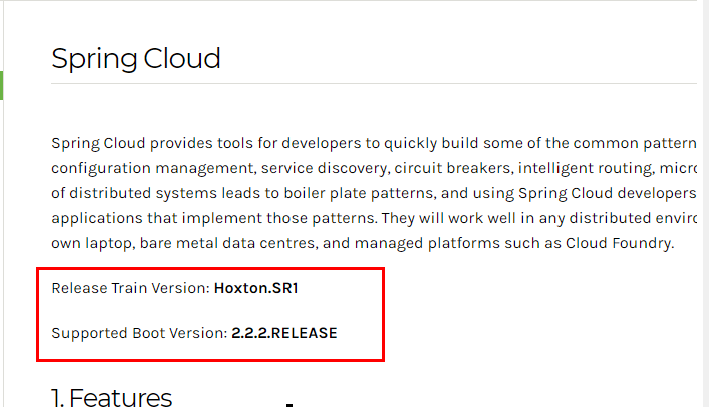 Spring Cloud
Spring Cloud provides tools for developers to quickly build some of the common pattern
configuration management, service discovery, circuit breakers, intelligent routing, micro
of distributed systems leads to boiler plate patterns, and using Spring Cloud developers
applications that implement those patterns. They will work well in any distributed enviro
own laptop, bare metal data centres, and managed platforms such as Cloud Foundry.
Release Train Version: Hoxton.SR1
Supported Boot Version: 2.2.2.RELEASE
1. Features